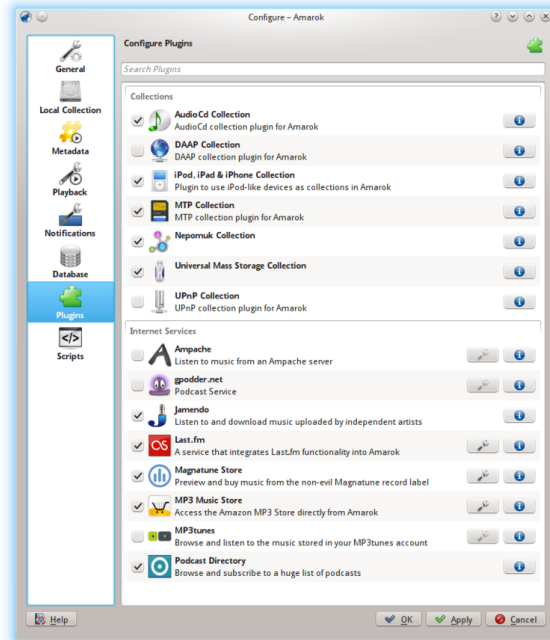 Configure – Amarok
General
Local Collection
Metadata
Playback
Notifications
Database
Plugins
Scripts
Configure Plugins
Search Plugins
Collections
AudioCd Collection
AudioCd collection plugin for Amarok
DAAP Collection
DAAP collection plugin for Amarok
iPod, iPad & iPhone Collection
Plugin to use iPod-like devices as collections in Amarok
MTP Collection
MTP collection plugin for Amarok
Nepomuk Collection
Universal Mass Storage Collection
UPnP Collection
UPnP collection plugin for Amarok
Internet Services
Ampache
Listen to music from an Ampache server
gpodder.net
Podcast Service
Jamendo
Listen to and download music uploaded by independent artists
Last.fm
A service that integrates Last.fm functionality into Amarok
Magnatune Store
Preview and buy music from the non-evil Magnatune record label
MP3 Music Store
Access the Amazon MP3 Store directly from Amarok
MP3tunes
Browse and listen to the music stored in your MP3tunes account
Podcast Directory
Browse and subscribe to a huge list of podcasts
Help
OK
Apply
Cancel